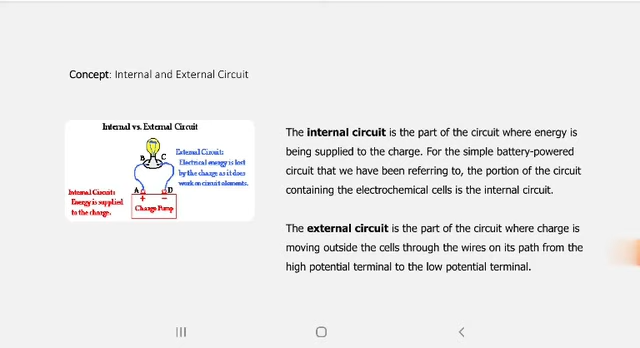 Concept: Internal and External Circuit
Internal vs. External Circuit
B
C
External Circuit:
Electrical energy is lost
by the charge as it does
work on circuit elements.
A
D
Internal Circuit:
Energy is supplied
to the charge.
+
–
Charge Pump
The internal circuit is the part of the circuit where energy is
being supplied to the charge. For the simple battery-powered
circuit that we have been referring to, the portion of the circuit
containing the electrochemical cells is the internal circuit.
The external circuit is the part of the circuit where charge is
moving outside the cells through the wires on its path from the
high potential terminal to the low potential terminal.